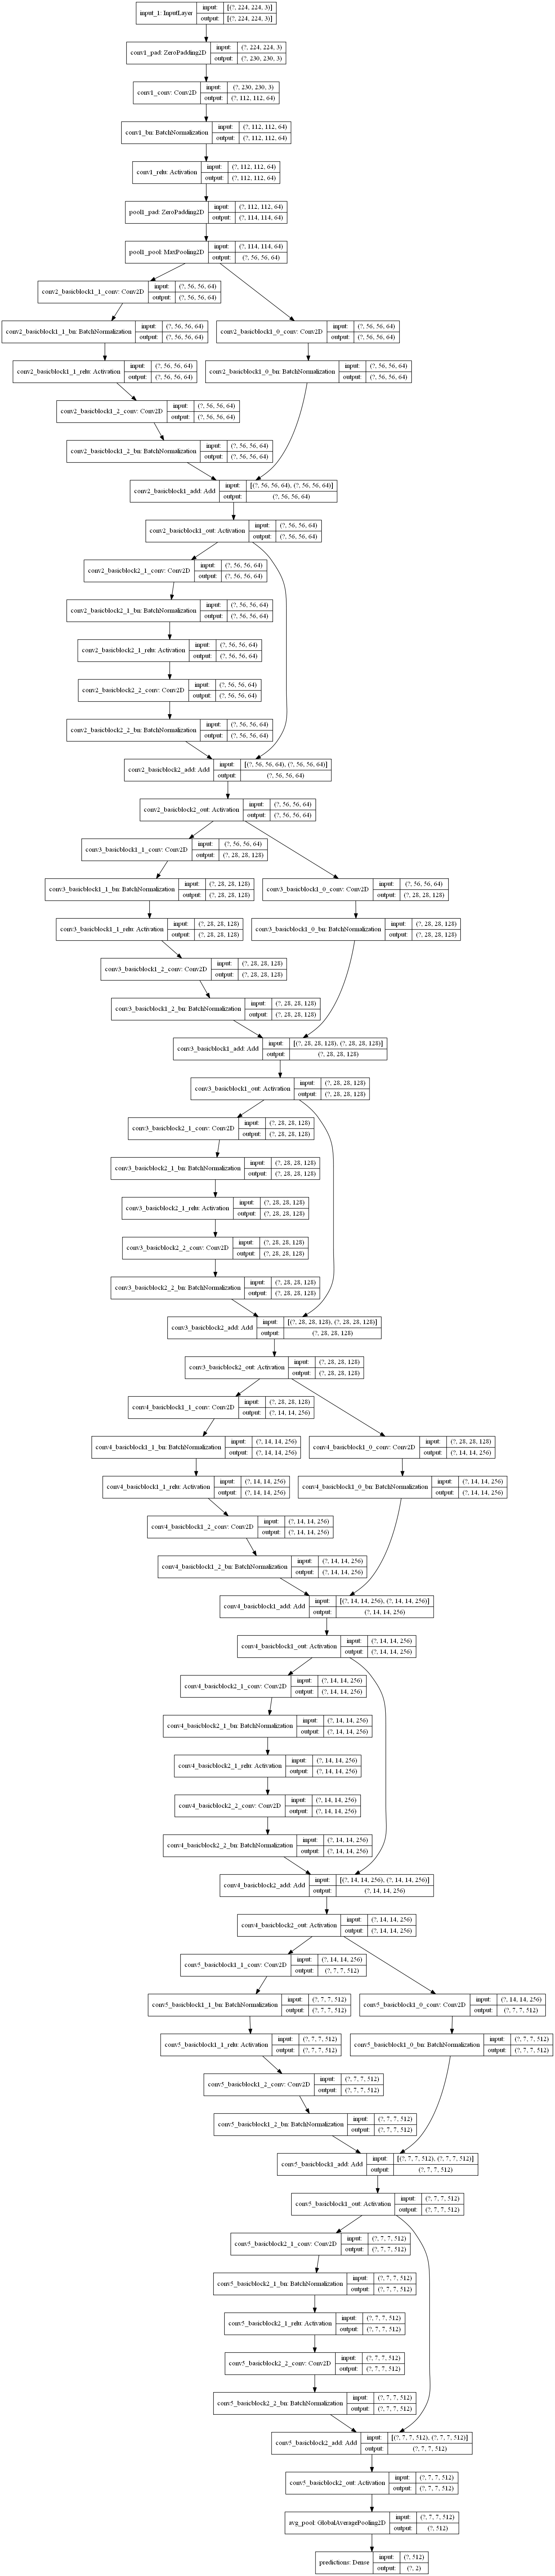 input_1: InputLayer
input: [(?, 224, 224, 3)]
output: [(?, 224, 224, 3)]
conv1_pad: ZeroPadding2D
input: (?, 224, 224, 3)
output: (?, 230, 230, 3)
conv1_conv: Conv2D
input: (?, 230, 230, 3)
output: (?, 112, 112, 64)
conv1_bn: BatchNormalization
input: (?, 112, 112, 64)
output: (?, 112, 112, 64)
conv1_relu: Activation
input: (?, 112, 112, 64)
output: (?, 112, 112, 64)
pool1_pad: ZeroPadding2D
input: (?, 112, 112, 64)
output: (?, 114, 114, 64)
pool1_pool: MaxPooling2D
input: (?, 114, 114, 64)
output: (?, 56, 56, 64)
conv2_basicblock1_1_conv: Conv2D
input: (?, 56, 56, 64)
output: (?, 56, 56, 64)
conv2_basicblock1_1_bn: BatchNormalization
input: (?, 56, 56, 64)
output: (?, 56, 56, 64)
conv2_basicblock1_0_conv: Conv2D
input: (?, 56, 56, 64)
output: (?, 56, 56, 64)
conv2_basicblock1_1_relu: Activation
input: (?, 56, 56, 64)
output: (?, 56, 56, 64)
conv2_basicblock1_0_bn: BatchNormalization
input: (?, 56, 56, 64)
output: (?, 56, 56, 64)
conv2_basicblock1_2_conv: Conv2D
input: (?, 56, 56, 64)
output: (?, 56, 56, 64)
conv2_basicblock1_2_bn: BatchNormalization
input: (?, 56, 56, 64)
output: (?, 56, 56, 64)
conv2_basicblock1_add: Add
input: [(?, 56, 56, 64), (?, 56, 56, 64)]
output: (?, 56, 56, 64)
conv2_basicblock1_out: Activation
input: (?, 56, 56, 64)
output: (?, 56, 56, 64)
conv2_basicblock2_1_conv: Conv2D
input: (?, 56, 56, 64)
output: (?, 56, 56, 64)
conv2_basicblock2_1_bn: BatchNormalization
input: (?, 56, 56, 64)
output: (?, 56, 56, 64)
conv2_basicblock2_1_relu: Activation
input: (?, 56, 56, 64)
output: (?, 56, 56, 64)
conv2_basicblock2_2_conv: Conv2D
input: (?, 56, 56, 64)
output: (?, 56, 56, 64)
conv2_basicblock2_2_bn: BatchNormalization
input: (?, 56, 56, 64)
output: (?, 56, 56, 64)
conv2_basicblock2_add: Add
input: [(?, 56, 56, 64), (?, 56, 56, 64)]
output: (?, 56, 56, 64)
conv2_basicblock2_out: Activation
input: (?, 56, 56, 64)
output: (?, 56, 56, 64)
conv3_basicblock1_1_conv: Conv2D
input: (?, 56, 56, 64)
output: (?, 28, 28, 128)
conv3_basicblock1_1_bn: BatchNormalization
input: (?, 28, 28, 128)
output: (?, 28, 28, 128)
conv3_basicblock1_0_conv: Conv2D
input: (?, 56, 56, 64)
output: (?, 28, 28, 128)
conv3_basicblock1_1_relu: Activation
input: (?, 28, 28, 128)
output: (?, 28, 28, 128)
conv3_basicblock1_0_bn: BatchNormalization
input: (?, 28, 28, 128)
output: (?, 28, 28, 128)
conv3_basicblock1_2_conv: Conv2D
input: (?, 28, 28, 128)
output: (?, 28, 28, 128)
conv3_basicblock1_2_bn: BatchNormalization
input: (?, 28, 28, 128)
output: (?, 28, 28, 128)
conv3_basicblock1_add: Add
input: [(?, 28, 28, 128), (?, 28, 28, 128)]
output: (?, 28, 28, 128)
conv3_basicblock1_out: Activation
input: (?, 28, 28, 128)
output: (?, 28, 28, 128)
conv3_basicblock2_1_conv: Conv2D
input: (?, 28, 28, 128)
output: (?, 28, 28, 128)
conv3_basicblock2_1_bn: BatchNormalization
input: (?, 28, 28, 128)
output: (?, 28, 28, 128)
conv3_basicblock2_1_relu: Activation
input: (?, 28, 28, 128)
output: (?, 28, 28, 128)
conv3_basicblock2_2_conv: Conv2D
input: (?, 28, 28, 128)
output: (?, 28, 28, 128)
conv3_basicblock2_2_bn: BatchNormalization
input: (?, 28, 28, 128)
output: (?, 28, 28, 128)
conv3_basicblock2_add: Add
input: [(?, 28, 28, 128), (?, 28, 28, 128)]
output: (?, 28, 28, 128)
conv3_basicblock2_out: Activation
input: (?, 28, 28, 128)
output: (?, 28, 28, 128)
conv4_basicblock1_1_conv: Conv2D
input: (?, 28, 28, 128)
output: (?, 14, 14, 256)
conv4_basicblock1_1_bn: BatchNormalization
input: (?, 14, 14, 256)
output: (?, 14, 14, 256)
conv4_basicblock1_0_conv: Conv2D
input: (?, 28, 28, 128)
output: (?, 14, 14, 256)
conv4_basicblock1_1_relu: Activation
input: (?, 14, 14, 256)
output: (?, 14, 14, 256)
conv4_basicblock1_0_bn: BatchNormalization
input: (?, 14, 14, 256)
output: (?, 14, 14, 256)
conv4_basicblock1_2_conv: Conv2D
input: (?, 14, 14, 256)
output: (?, 14, 14, 256)
conv4_basicblock1_2_bn: BatchNormalization
input: (?, 14, 14, 256)
output: (?, 14, 14, 256)
conv4_basicblock1_add: Add
input: [(?, 14, 14, 256), (?, 14, 14, 256)]
output: (?, 14, 14, 256)
conv4_basicblock1_out: Activation
input: (?, 14, 14, 256)
output: (?, 14, 14, 256)
conv4_basicblock2_1_conv: Conv2D
input: (?, 14, 14, 256)
output: (?, 14, 14, 256)
conv4_basicblock2_1_bn: BatchNormalization
input: (?, 14, 14, 256)
output: (?, 14, 14, 256)
conv4_basicblock2_1_relu: Activation
input: (?, 14, 14, 256)
output: (?, 14, 14, 256)
conv4_basicblock2_2_conv: Conv2D
input: (?, 14, 14, 256)
output: (?, 14, 14, 256)
conv4_basicblock2_2_bn: BatchNormalization
input: (?, 14, 14, 256)
output: (?, 14, 14, 256)
conv4_basicblock2_add: Add
input: [(?, 14, 14, 256), (?, 14, 14, 256)]
output: (?, 14, 14, 256)
conv4_basicblock2_out: Activation
input: (?, 14, 14, 256)
output: (?, 14, 14, 256)
conv5_basicblock1_1_conv: Conv2D
input: (?, 14, 14, 256)
output: (?, 7, 7, 512)
conv5_basicblock1_1_bn: BatchNormalization
input: (?, 7, 7, 512)
output: (?, 7, 7, 512)
conv5_basicblock1_0_conv: Conv2D
input: (?, 14, 14, 256)
output: (?, 7, 7, 512)
conv5_basicblock1_1_relu: Activation
input: (?, 7, 7, 512)
output: (?, 7, 7, 512)
conv5_basicblock1_0_bn: BatchNormalization
input: (?, 7, 7, 512)
output: (?, 7, 7, 512)
conv5_basicblock1_2_conv: Conv2D
input: (?, 7, 7, 512)
output: (?, 7, 7, 512)
conv5_basicblock1_2_bn: BatchNormalization
input: (?, 7, 7, 512)
output: (?, 7, 7, 512)
conv5_basicblock1_add: Add
input: [(?, 7, 7, 512), (?, 7, 7, 512)]
output: (?, 7, 7, 512)
conv5_basicblock1_out: Activation
input: (?, 7, 7, 512)
output: (?, 7, 7, 512)
conv5_basicblock2_1_conv: Conv2D
input: (?, 7, 7, 512)
output: (?, 7, 7, 512)
conv5_basicblock2_1_bn: BatchNormalization
input: (?, 7, 7, 512)
output: (?, 7, 7, 512)
conv5_basicblock2_1_relu: Activation
input: (?, 7, 7, 512)
output: (?, 7, 7, 512)
conv5_basicblock2_2_conv: Conv2D
input: (?, 7, 7, 512)
output: (?, 7, 7, 512)
conv5_basicblock2_2_bn: BatchNormalization
input: (?, 7, 7, 512)
output: (?, 7, 7, 512)
conv5_basicblock2_add: Add
input: [(?, 7, 7, 512), (?, 7, 7, 512)]
output: (?, 7, 7, 512)
conv5_basicblock2_out: Activation
input: (?, 7, 7, 512)
output: (?, 7, 7, 512)
avg_pool: GlobalAveragePooling2D
input: (?, 7, 7, 512)
output: (?, 512)
predictions: Dense
input: (?, 512)
output: (?, 2)